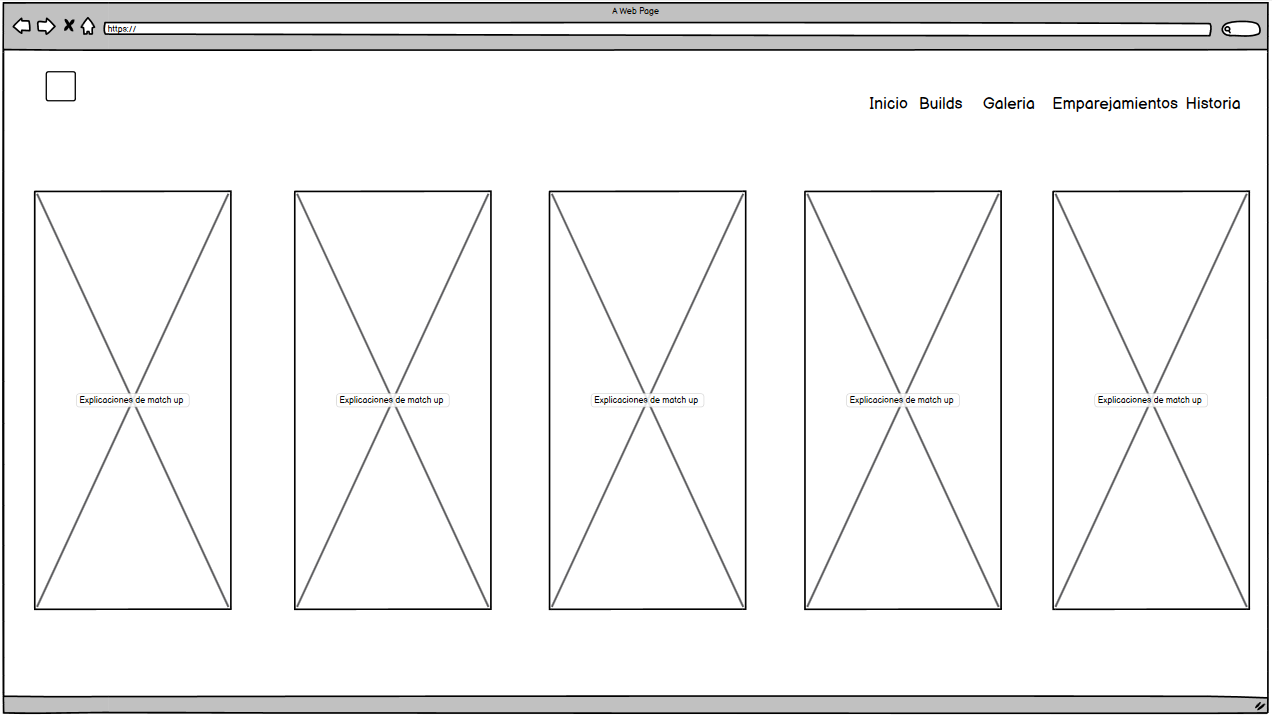 A Web Page
https://
Inicio Builds Galeria Emparejamientos Historia
Explicaciones de match up Explicaciones de match up Explicaciones de match up Explicaciones de match up Explicaciones de match up